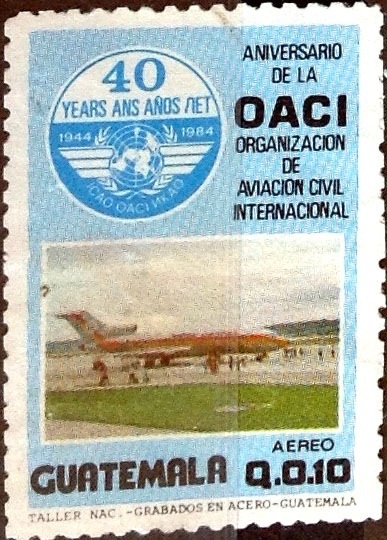 40
YEARS ANS AÑOS ЛЕТ
1944 1984
ICAO OACI ИКАО
ANIVERSARIO
DE LA
OACI
ORGANIZACION
DE
AVIACION CIVIL
INTERNACIONAL
AEREO
GUATEMALA Q.0.10
TALLER NAC.-GRABADOS EN ACERO-GUATEMALA